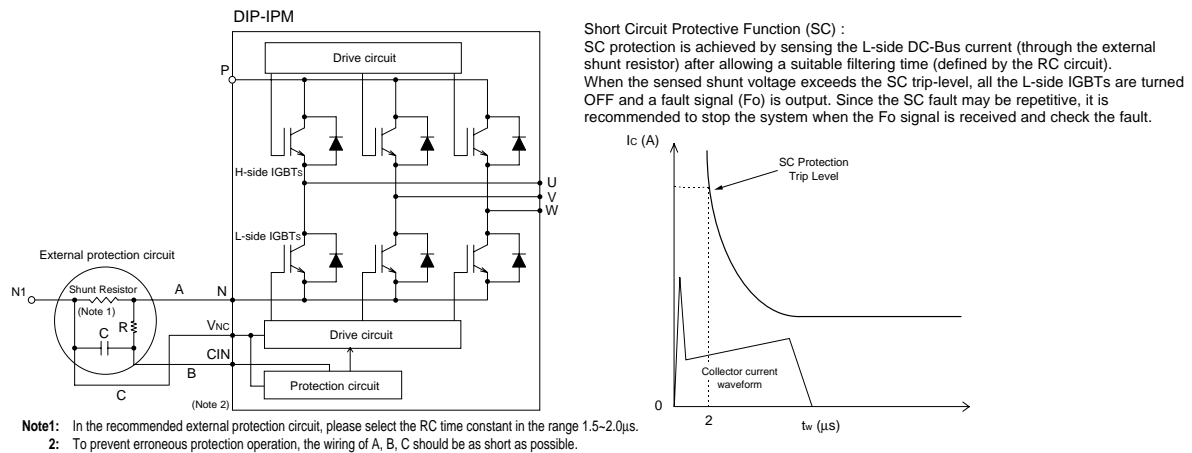 DIP-IPM
Drive circuit
P
H-side IGBTs
U
V
W
L-side IGBTs
External protection circuit
N1
Shunt Resistor
(Note 1)
A
N
R
C
VNC
Drive circuit
CIN
B
C
Protection circuit
(Note 2)
Short Circuit Protective Function (SC) :
SC protection is achieved by sensing the L-side DC-Bus current (through the external
shunt resistor) after allowing a suitable filtering time (defined by the RC circuit).
When the sensed shunt voltage exceeds the SC trip-level, all the L-side IGBTs are turned
OFF and a fault signal (Fo) is output. Since the SC fault may be repetitive, it is
recommended to stop the system when the Fo signal is received and check the fault.
IC (A)
SC Protection
Trip Level
Collector current
waveform
0
2
tw (μs)
Note1: In the recommended external protection circuit, please select the RC time constant in the range 1.5~2.0μs.
2: To prevent erroneous protection operation, the wiring of A, B, C should be as short as possible.